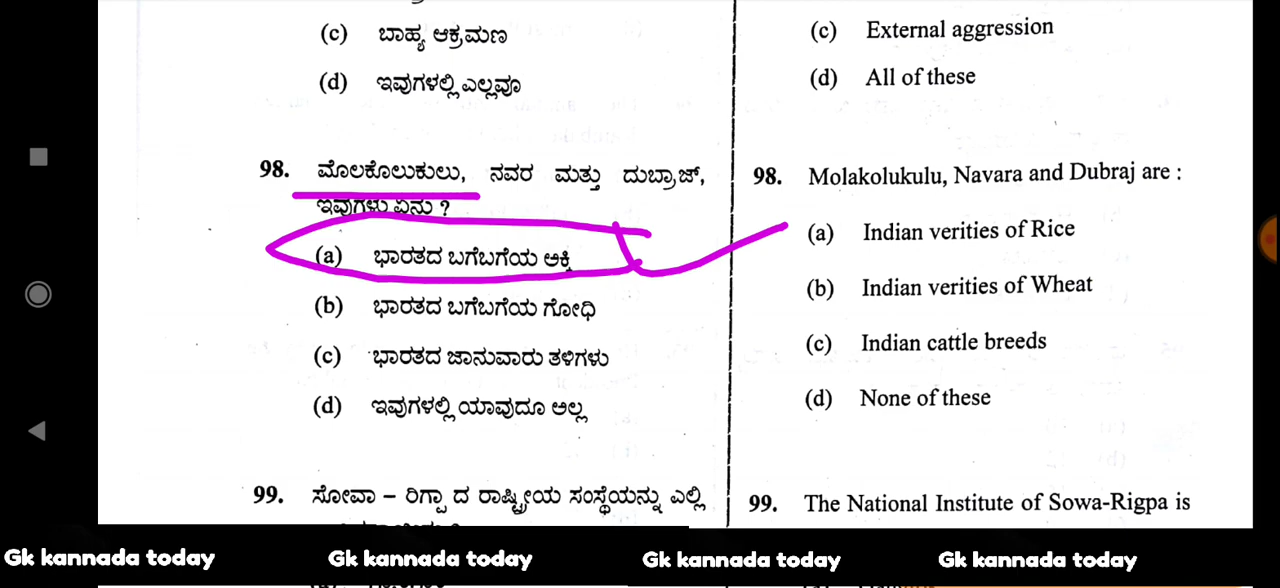 (c) ಬಾಹ್ಯ ಆಕ್ರಮಣ
(d) ಇವುಗಳಲ್ಲಿ ಎಲ್ಲವೂ
98. ಮೊಲಕೊಲುಕುಲು, ನವರ ಮತ್ತು ದುಬ್ರಾಜ್,
ಇವುಗಳು ಏನು ?
(a) ಭಾರತದ ಬಗೆಬಗೆಯ ಅಕ್ಕಿ
(b) ಭಾರತದ ಬಗೆಬಗೆಯ ಗೋಧಿ
(c) ಭಾರತದ ಜಾನುವಾರು ತಳಿಗಳು
(d) ಇವುಗಳಲ್ಲಿ ಯಾವುದೂ ಅಲ್ಲ
99. ಸೋವಾ – ರಿಗ್ಪಾ ದ ರಾಷ್ಟ್ರೀಯ ಸಂಸ್ಥೆಯನ್ನು ಎಲ್ಲಿ
(c) External aggression
(d) All of these
98. Molakolukulu, Navara and Dubraj are :
(a) Indian verities of Rice
(b) Indian verities of Wheat
(c) Indian cattle breeds
(d) None of these
99. The National Institute of Sowa-Rigpa is
Gk kannada today Gk kannada today Gk kannada today Gk kannada today